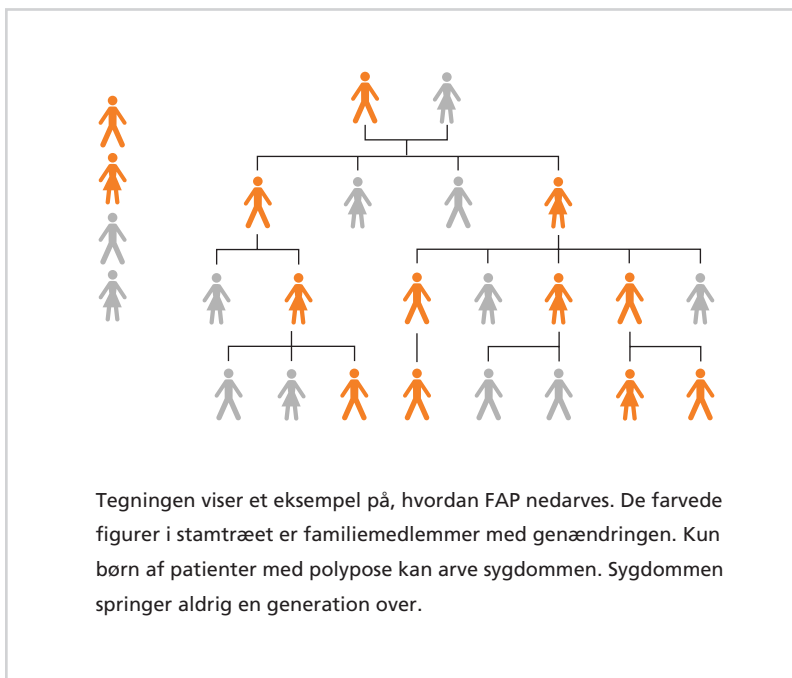 Tegningen viser et eksempel på, hvordan FAP nedarves. De farvede
figurer i stamtræet er familiemedlemmer med genændringen. Kun
børn af patienter med polypose kan arve sygdommen. Sygdommen
springer aldrig en generation over.